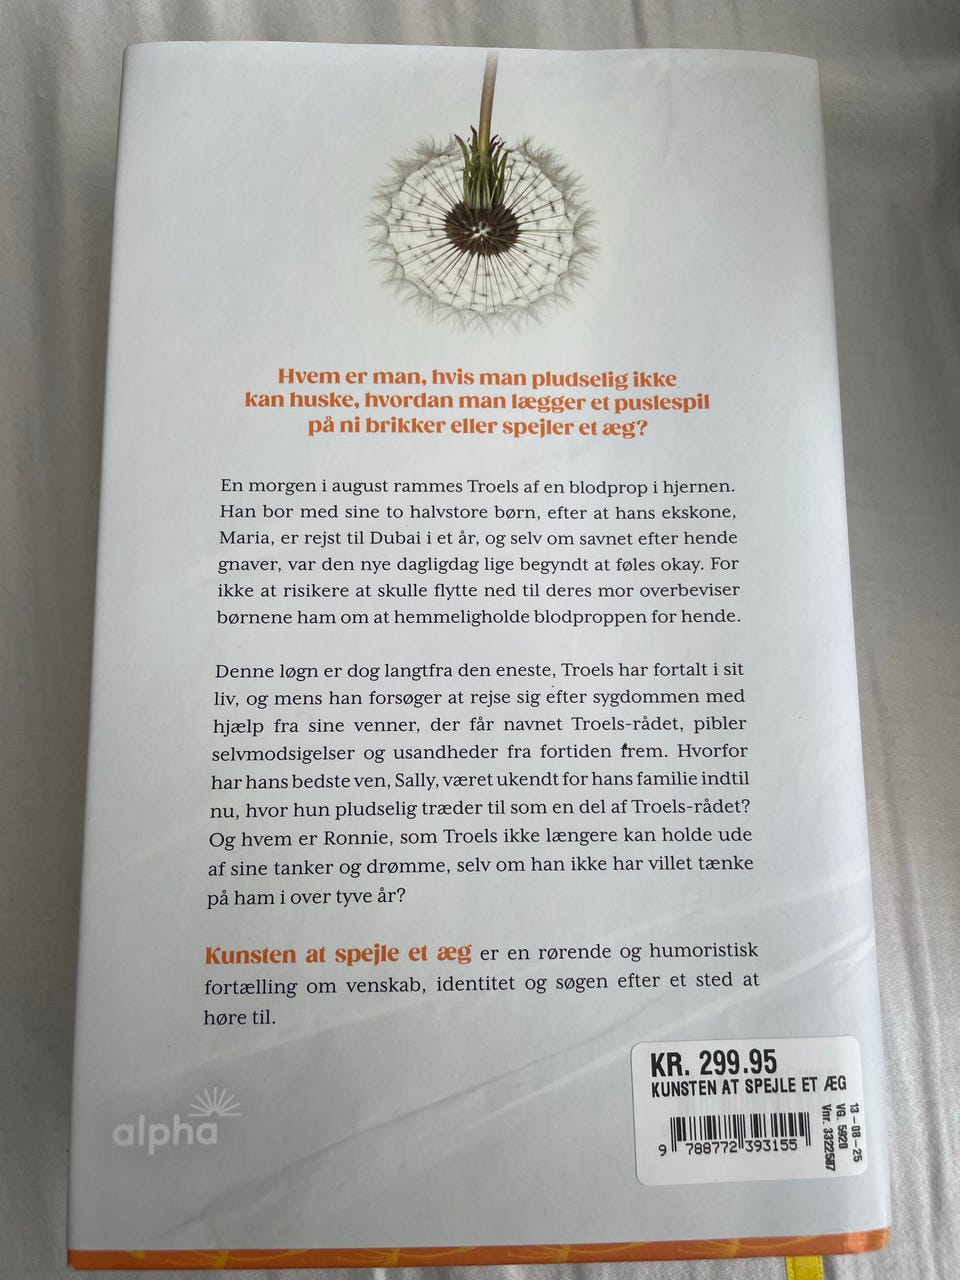 Hvem er man, hvis man pludselig ikke
kan huske, hvordan man lægger et puslespil
på ni brikker eller spejler et æg?
En morgen i august rammes Troels af en blodprop i hjernen.
Han bor med sine to halvstore børn, efter at hans ekskone,
Maria, er rejst til Dubai i et år, og selv om savnet efter hende
gnaver, var den nye dagligdag lige begyndt at føles okay. For
ikke at risikere at skulle flytte ned til deres mor overbeviser
børnene ham om at hemmeligholde blodproppen for hende.
Denne løgn er dog langtfra den eneste, Troels har fortalt i sit
liv, og mens han forsøger at rejse sig efter sygdommen med
hjælp fra sine venner, der får navnet Troels-rådet, pibler
selvmodsigelser og usandheder fra fortiden frem. Hvorfor
har hans bedste ven, Sally, været ukendt for hans familie indtil
nu, hvor hun pludselig træder til som en del af Troels-rådet?
Og hvem er Ronnie, som Troels ikke længere kan holde ude
af sine tanker og drømme, selv om han ikke har villet tænke
på ham i over tyve år?
Kunsten at spejle et æg er en rørende og humoristisk
fortælling om venskab, identitet og søgen efter et sted at
høre til.
alpha
KR. 299.95
KUNSTEN AT SPEJLE ET ÆG
9 788772 393155
13-08-25
VG. 5920
Vnr. 3322587